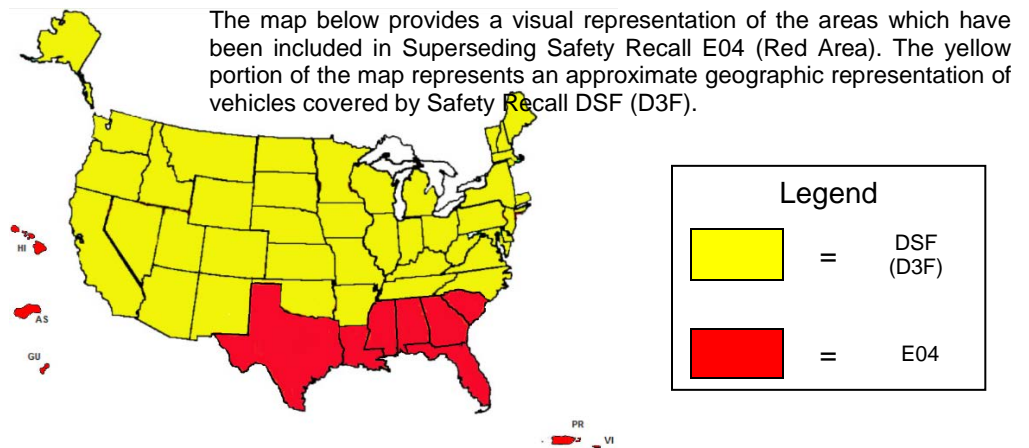 The map below provides a visual representation of the areas which have
been included in Superseding Safety Recall E04 (Red Area). The yellow
portion of the map represents an approximate geographic representation of
vehicles covered by Safety Recall DSF (D3F).
Legend
= DSF
(D3F)
= E04
HI
AS
GU
PR
VI